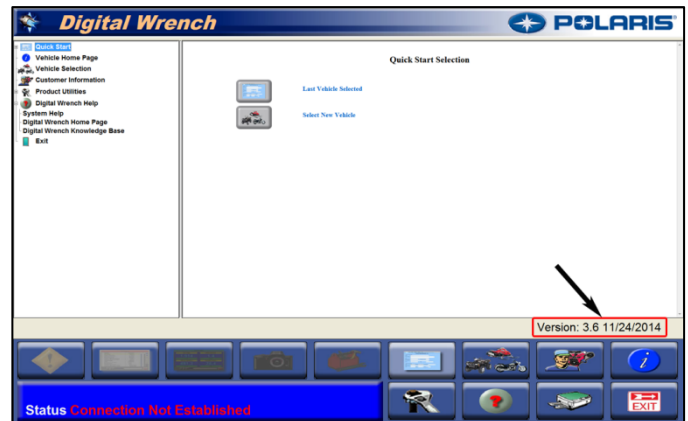 Digital Wrench
POLARIS
Quick Start
Vehicle Home Page
Vehicle Selection
Customer Information
Product Utilities
Digital Wrench Help
System Help
Digital Wrench Home Page
Digital Wrench Knowledge Base
Exit
Quick Start Selection
Last Vehicle Selected
Select New Vehicle
Version: 3.6 11/24/2014
i
Status Connection Not Established
?
EXIT